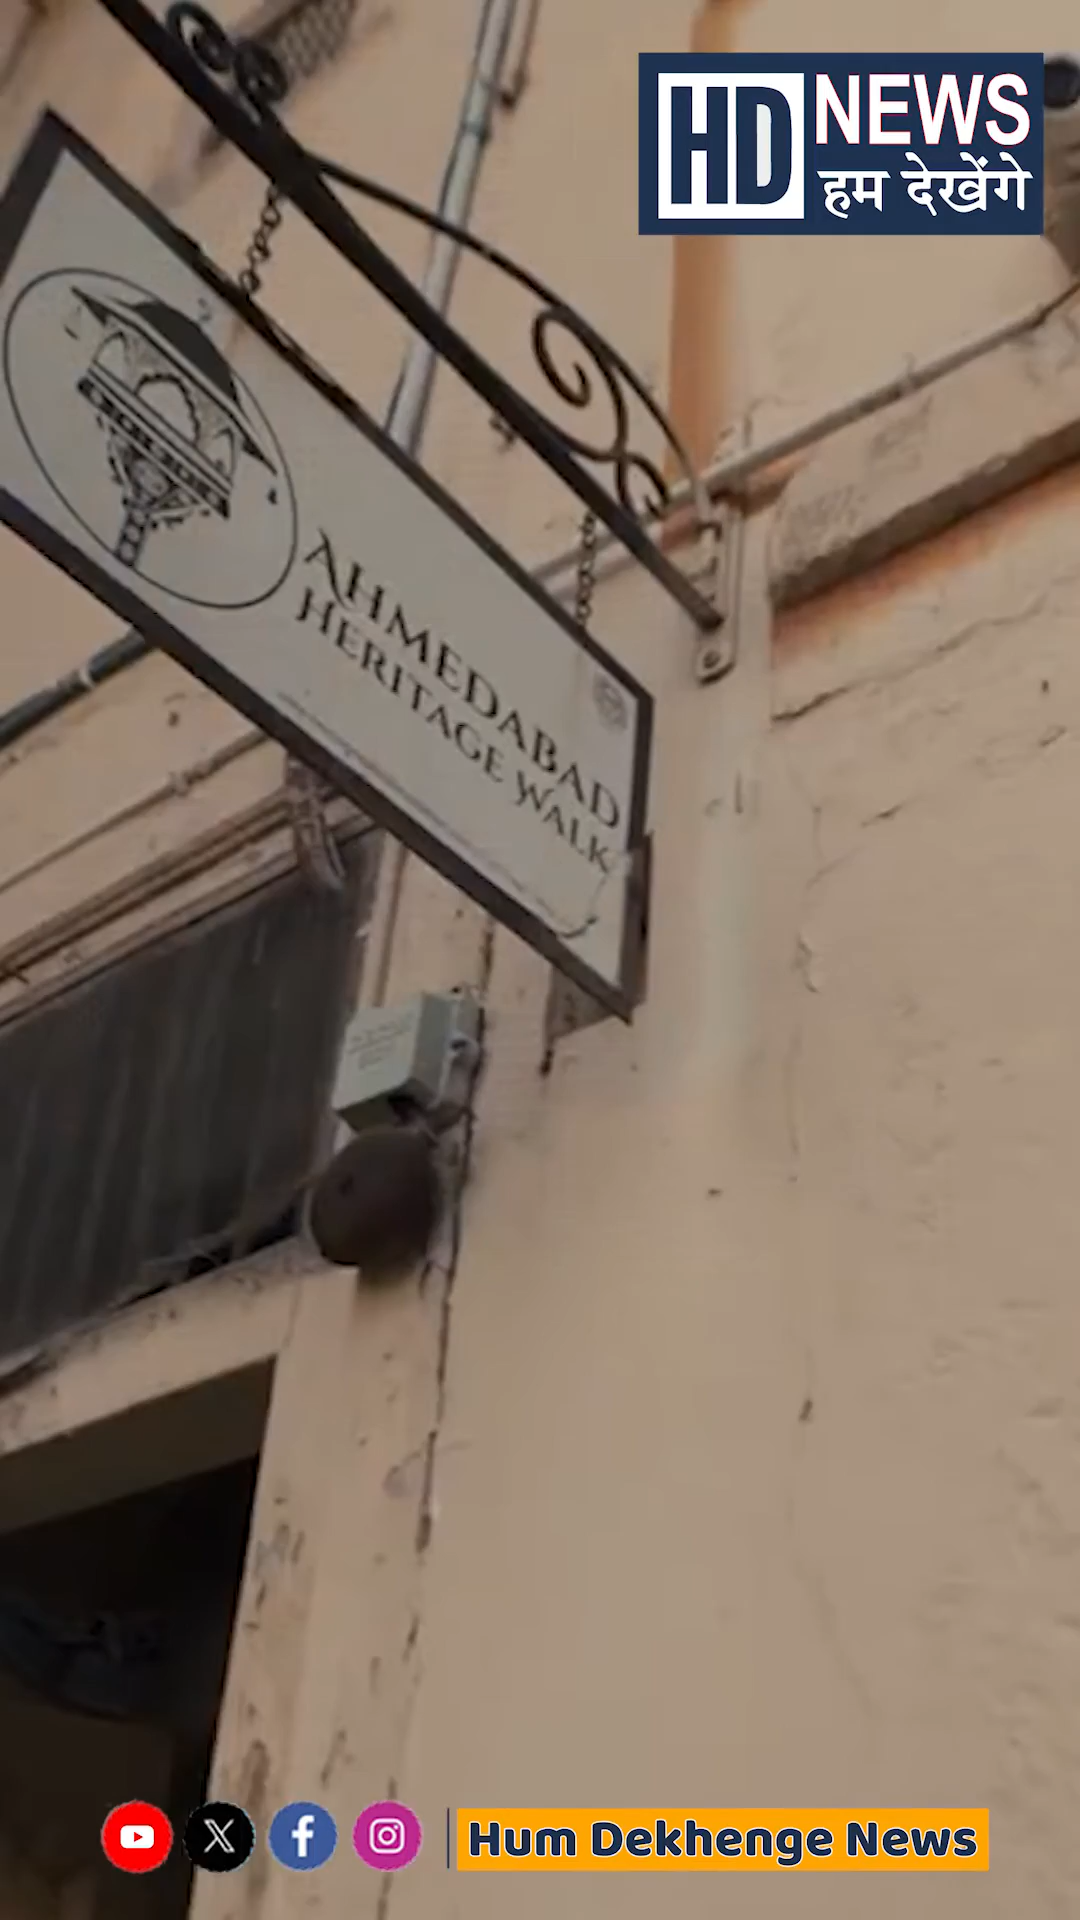 HD NEWS
हम देखेंगे
AHMEDABAD
HERITAGE WALK
Hum Dekhenge News